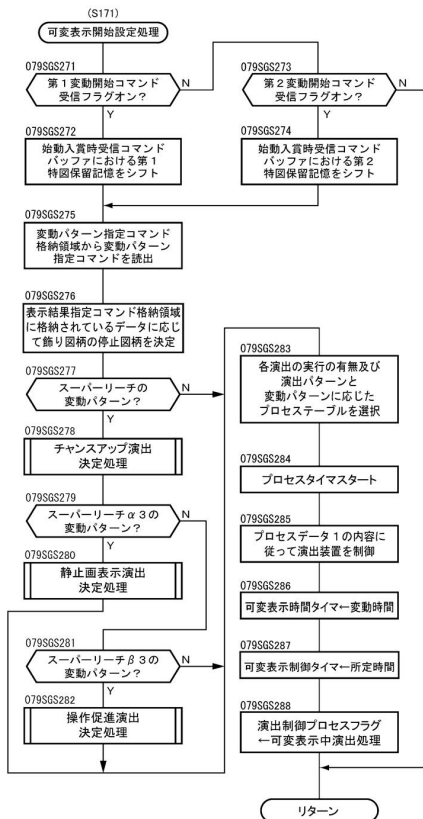 (S171)
可変表示開始設定処理
079SGS271
第1変動開始コマンド
受信フラグオン?
N
Y
079SGS273
第2変動開始コマンド
受信フラグオン?
N
Y
079SGS272
始動入賞時受信コマンド
バッファにおける第1
特図保留記憶をシフト
079SGS274
始動入賞時受信コマンド
バッファにおける第2
特図保留記憶をシフト
079SGS275
変動パターン指定コマンド
格納領域から変動パターン
指定コマンドを読出
079SGS276
表示結果指定コマンド格納領域
に格納されているデータに応じ
て飾り図柄の停止図柄を決定
079SGS277
スーパーリーチの
変動パターン?
N
Y
079SGS278
チャンスアップ演出
決定処理
079SGS279
スーパーリーチα3の
変動パターン?
N
Y
079SGS280
静止画表示演出
決定処理
079SGS281
スーパーリーチβ3の
変動パターン?
N
Y
079SGS282
操作促進演出
決定処理
079SGS283
各演出の実行の有無及び
演出パターンと
変動パターンに応じた
プロセステーブルを選択
079SGS284
プロセスタイマスタート
079SGS285
プロセスデータ1の内容に
従って演出装置を制御
079SGS286
可変表示時間タイマ←変動時間
079SGS287
可変表示制御タイマ←所定時間
079SGS288
演出制御プロセスフラグ
←可変表示中演出処理
リターン